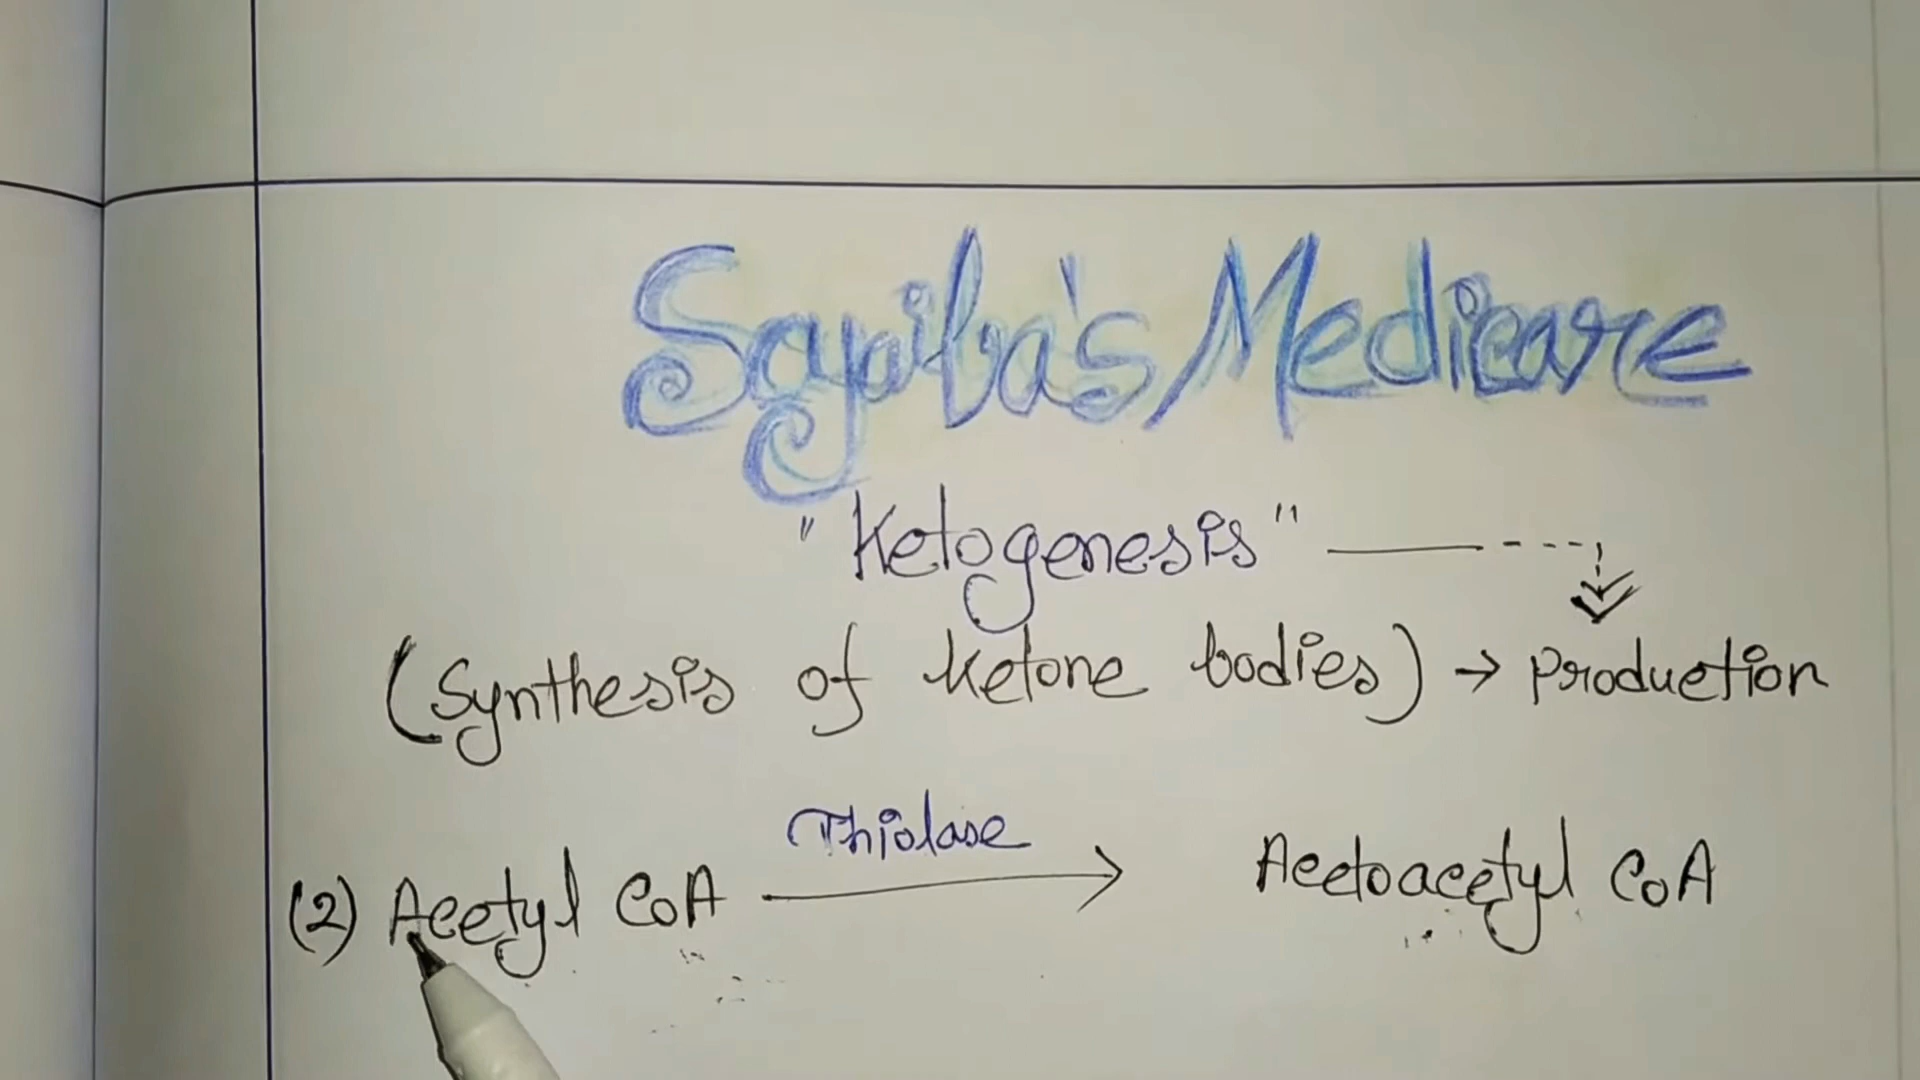 Sayiba's Medicare
"Ketogenesis"
(Synthesis of ketone bodies) → Production
Thiolase
(2) Acetyl CoA → Acetoacetyl CoA